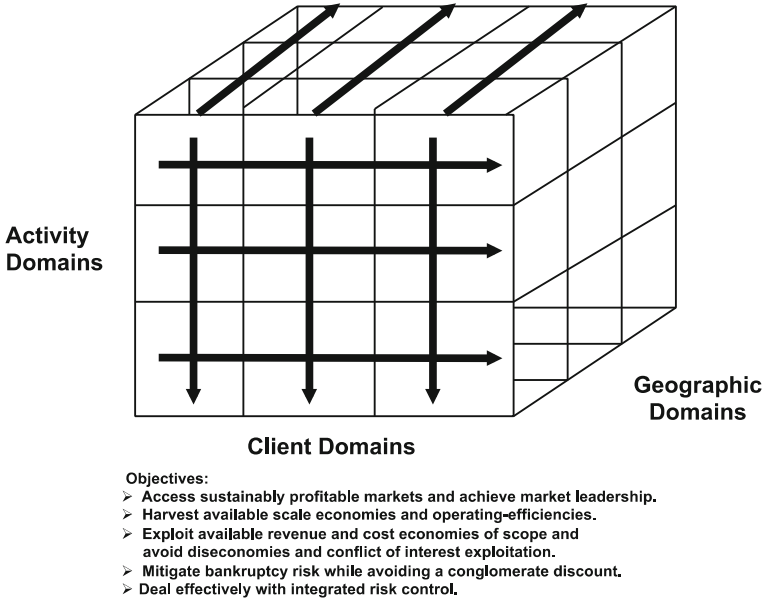 Activity
Domains
Geographic
Domains
Client Domains
Objectives:
➢ Access sustainably profitable markets and achieve market leadership.
➢ Harvest available scale economies and operating-efficiencies.
➢ Exploit available revenue and cost economies of scope and
avoid diseconomies and conflict of interest exploitation.
➢ Mitigate bankruptcy risk while avoiding a conglomerate discount.
➢ Deal effectively with integrated risk control.